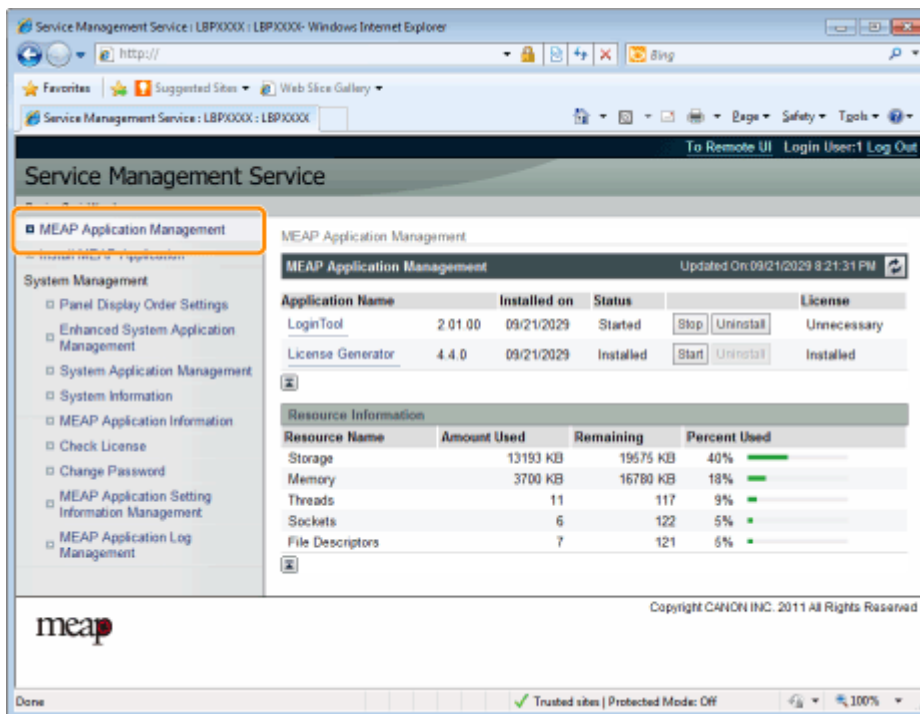 Service Management Service : LBPXXXX : LBPXXXX- Windows Internet Explorer
http://
Bing
Favorites Suggested Sites Web Slice Gallery
Service Management Service : LBPXXXX : LBPXXXX
Page Safety Tools
To Remote UI Login User:1 Log Out
Service Management Service
MEAP Application Management
Install MEAP Application
System Management
Panel Display Order Settings
Enhanced System Application
Management
System Application Management
System Information
MEAP Application Information
Check License
Change Password
MEAP Application Setting
Information Management
MEAP Application Log
Management
MEAP Application Management
MEAP Application Management Updated On:09/21/2029 8:21:31 PM
Application Name Installed on Status License
LoginTool 2.01.00 09/21/2029 Started Stop Uninstall Unnecessary
License Generator 4.4.0 09/21/2029 Installed Start Uninstall Installed
Resource Information
Resource Name Amount Used Remaining Percent Used
Storage 13193 KB 19575 KB 40%
Memory 3700 KB 16780 KB 18%
Threads 11 117 9%
Sockets 6 122 5%
File Descriptors 7 121 6%
Copyright CANON INC. 2011 All Rights Reserved
meap
Done Trusted sites | Protected Mode: Off 100%